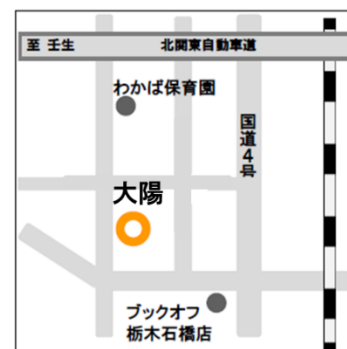 至 壬生
北関東自動車道
わかば保育園
国道4号
大陽
ブックオフ
栃木石橋店